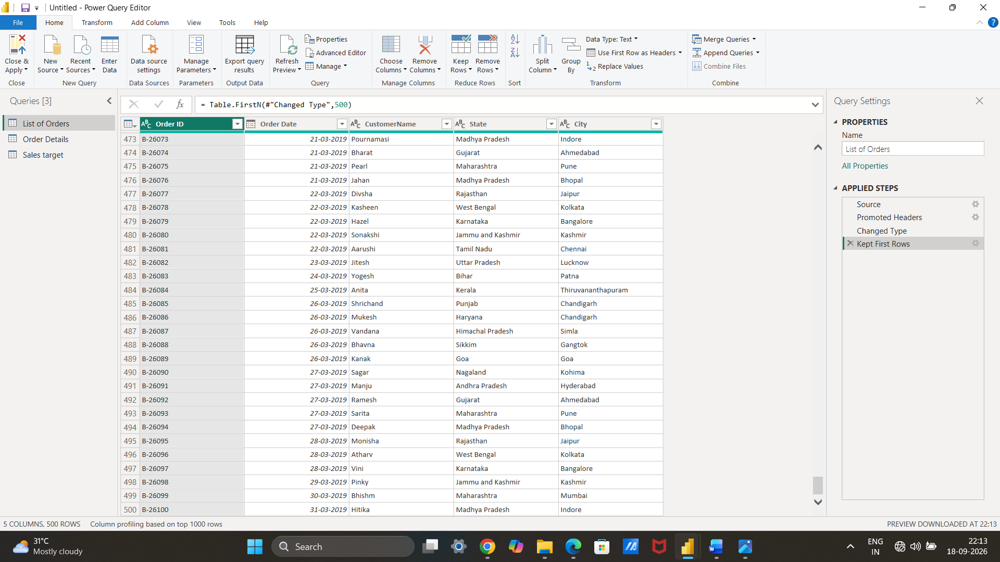 Untitled - Power Query Editor
File Home Transform Add Column View Tools Help
Close & Apply
Close
New Source
Recent Sources
Enter Data
New Query
Data source settings
Data Sources
Manage Parameters
Parameters
Export query results
Output Data
Refresh Preview
Properties
Advanced Editor
Manage
Query
Choose Columns
Remove Columns
Manage Columns
Keep Rows
Remove Rows
Reduce Rows
Sort
Split Column
Group By
Data Type: Text
Use First Row as Headers
Replace Values
Transform
Merge Queries
Append Queries
Combine Files
Combine
Queries [3]
List of Orders
Order Details
Sales target
fx = Table.FirstN(#"Changed Type",500)
Order ID Order Date CustomerName State City
473 B-26073 21-03-2019 Pournamasi Madhya Pradesh Indore
474 B-26074 21-03-2019 Bharat Gujarat Ahmedabad
475 B-26075 21-03-2019 Pearl Maharashtra Pune
476 B-26076 21-03-2019 Jahan Madhya Pradesh Bhopal
477 B-26077 22-03-2019 Divsha Rajasthan Jaipur
478 B-26078 22-03-2019 Kasheen West Bengal Kolkata
479 B-26079 22-03-2019 Hazel Karnataka Bangalore
480 B-26080 22-03-2019 Sonakshi Jammu and Kashmir Kashmir
481 B-26081 22-03-2019 Aarushi Tamil Nadu Chennai
482 B-26082 23-03-2019 Jitesh Uttar Pradesh Lucknow
483 B-26083 24-03-2019 Yogesh Bihar Patna
484 B-26084 25-03-2019 Anita Kerala Thiruvananthapuram
485 B-26085 26-03-2019 Shrichand Punjab Chandigarh
486 B-26086 26-03-2019 Mukesh Haryana Chandigarh
487 B-26087 26-03-2019 Vandana Himachal Pradesh Simla
488 B-26088 26-03-2019 Bhavna Sikkim Gangtok
489 B-26089 26-03-2019 Kanak Goa Goa
490 B-26090 27-03-2019 Sagar Nagaland Kohima
491 B-26091 27-03-2019 Manju Andhra Pradesh Hyderabad
492 B-26092 27-03-2019 Ramesh Gujarat Ahmedabad
493 B-26093 27-03-2019 Sarita Maharashtra Pune
494 B-26094 27-03-2019 Deepak Madhya Pradesh Bhopal
495 B-26095 28-03-2019 Monisha Rajasthan Jaipur
496 B-26096 28-03-2019 Atharv West Bengal Kolkata
497 B-26097 28-03-2019 Vini Karnataka Bangalore
498 B-26098 29-03-2019 Pinky Jammu and Kashmir Kashmir
499 B-26099 30-03-2019 Bhishm Maharashtra Mumbai
500 B-26100 31-03-2019 Hitika Madhya Pradesh Indore
Query Settings
PROPERTIES
Name
List of Orders
All Properties
APPLIED STEPS
Source
Promoted Headers
Changed Type
Kept First Rows
5 COLUMNS, 500 ROWS Column profiling based on top 1000 rows
PREVIEW DOWNLOADED AT 22:13
31°C
Mostly cloudy
Search
ENG
IN
22:13
18-09-2026